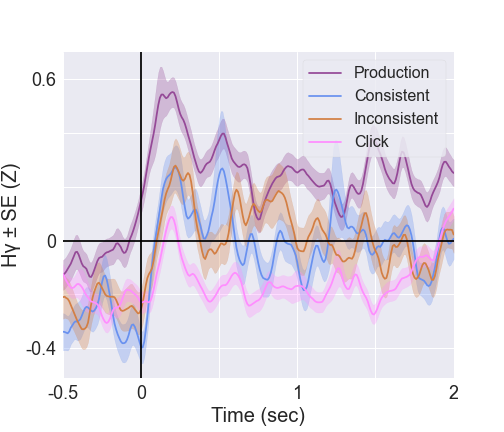 Production
Consistent
Inconsistent
Click
0.6
0
-0.4
Hγ ± SE (Z)
-0.5 0 1 2
Time (sec)